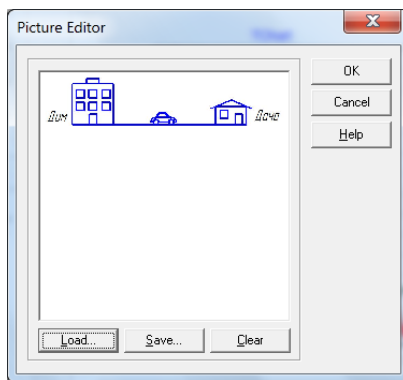 Picture Editor
OK
Cancel
Help
Дом
Дача
Load...
Save...
Clear